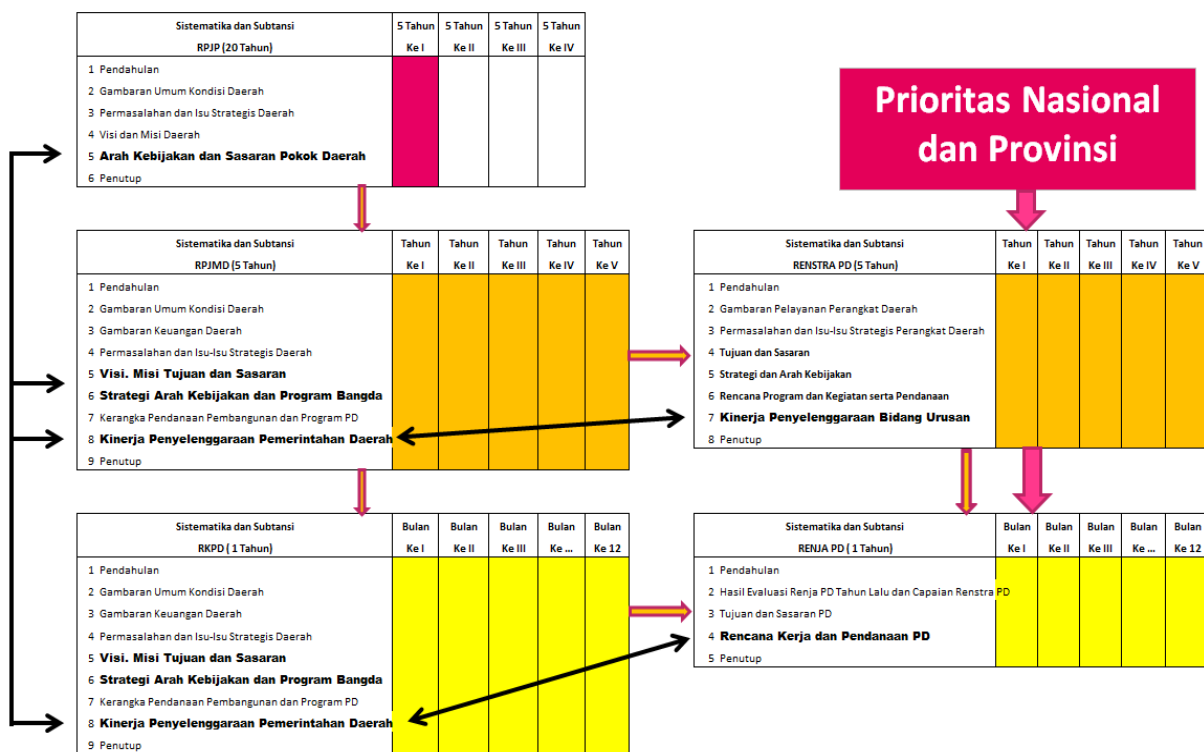 Sistematika dan Subtansi 5 Tahun 5 Tahun 5 Tahun 5 Tahun
RPJP (20 Tahun) Ke I Ke II Ke III Ke IV
1 Pendahulan
2 Gambaran Umum Kondisi Daerah
3 Permasalahan dan Isu Strategis Daerah
4 Visi dan Misi Daerah
5 Arah Kebijakan dan Sasaran Pokok Daerah
6 Penutup
Prioritas Nasional
dan Provinsi
Sistematika dan Subtansi Tahun Tahun Tahun Tahun Tahun
RPJMD (5 Tahun) Ke I Ke II Ke III Ke IV Ke V
1 Pendahulan
2 Gambaran Umum Kondisi Daerah
3 Gambaran Keuangan Daerah
4 Permasalahan dan Isu-Isu Strategis Daerah
5 Visi. Misi Tujuan dan Sasaran
6 Strategi Arah Kebijakan dan Program Bangda
7 Kerangka Pendanaan Pembangunan dan Program PD
8 Kinerja Penyelenggaraan Pemerintahan Daerah
9 Penutup
Sistematika dan Subtansi Tahun Tahun Tahun Tahun Tahun
RENSTRA PD (5 Tahun) Ke I Ke II Ke III Ke IV Ke V
1 Pendahulan
2 Gambaran Pelayanan Perangkat Daerah
3 Permasalahan dan Isu-Isu Strategis Perangkat Daerah
4 Tujuan dan Sasaran
5 Strategi dan Arah Kebijakan
6 Rencana Program dan Kegiatan serta Pendanaan
7 Kinerja Penyelenggaraan Bidang Urusan
8 Penutup
Sistematika dan Subtansi Bulan Bulan Bulan Bulan Bulan
RKPD ( 1 Tahun) Ke I Ke II Ke III Ke ... Ke 12
1 Pendahulan
2 Gambaran Umum Kondisi Daerah
3 Gambaran Keuangan Daerah
4 Permasalahan dan Isu-Isu Strategis Daerah
5 Visi. Misi Tujuan dan Sasaran
6 Strategi Arah Kebijakan dan Program Bangda
7 Kerangka Pendanaan Pembangunan dan Program PD
8 Kinerja Penyelenggaraan Pemerintahan Daerah
9 Penutup
Sistematika dan Subtansi Bulan Bulan Bulan Bulan Bulan
RENJA PD ( 1 Tahun) Ke I Ke II Ke III Ke ... Ke 12
1 Pendahulan
2 Hasil Evaluasi Renja PD Tahun Lalu dan Capaian Renstra PD
3 Tujuan dan Sasaran PD
4 Rencana Kerja dan Pendanaan PD
5 Penutup